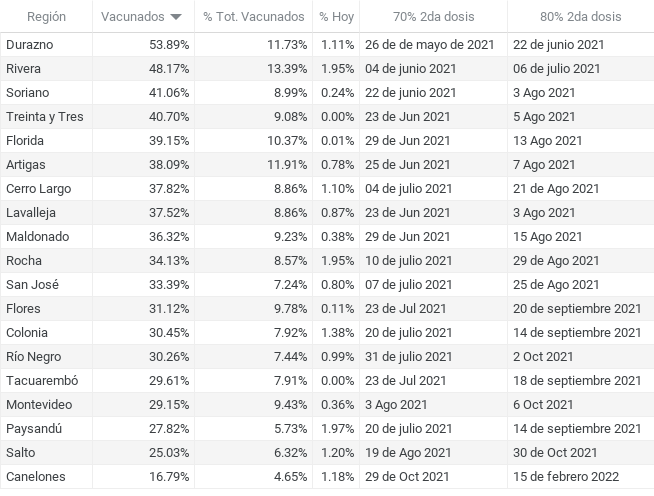 Región Vacunados % Tot. Vacunados % Hoy 70% 2da dosis 80% 2da dosis
Durazno 53.89% 11.73% 1.11% 26 de de mayo de 2021 22 de junio 2021
Rivera 48.17% 13.39% 1.95% 04 de junio 2021 06 de julio 2021
Soriano 41.06% 8.99% 0.24% 22 de junio 2021 3 Ago 2021
Treinta y Tres 40.70% 9.08% 0.00% 23 de Jun 2021 5 Ago 2021
Florida 39.15% 10.37% 0.01% 29 de Jun 2021 13 Ago 2021
Artigas 38.09% 11.91% 0.78% 25 de Jun 2021 7 Ago 2021
Cerro Largo 37.82% 8.86% 1.10% 04 de julio 2021 21 de Ago 2021
Lavalleja 37.52% 8.86% 0.87% 23 de Jun 2021 3 Ago 2021
Maldonado 36.32% 9.23% 0.38% 29 de Jun 2021 15 Ago 2021
Rocha 34.13% 8.57% 1.95% 10 de julio 2021 29 de Ago 2021
San José 33.39% 7.24% 0.80% 07 de julio 2021 25 de Ago 2021
Flores 31.12% 9.78% 0.11% 23 de Jul 2021 20 de septiembre 2021
Colonia 30.45% 7.92% 1.38% 20 de julio 2021 14 de septiembre 2021
Río Negro 30.26% 7.44% 0.99% 31 de julio 2021 2 Oct 2021
Tacuarembó 29.61% 7.91% 0.00% 23 de Jul 2021 18 de septiembre 2021
Montevideo 29.15% 9.43% 0.36% 3 Ago 2021 6 Oct 2021
Paysandú 27.82% 5.73% 1.97% 20 de julio 2021 14 de septiembre 2021
Salto 25.03% 6.32% 1.20% 19 de Ago 2021 30 de Oct 2021
Canelones 16.79% 4.65% 1.18% 29 de Oct 2021 15 de febrero 2022